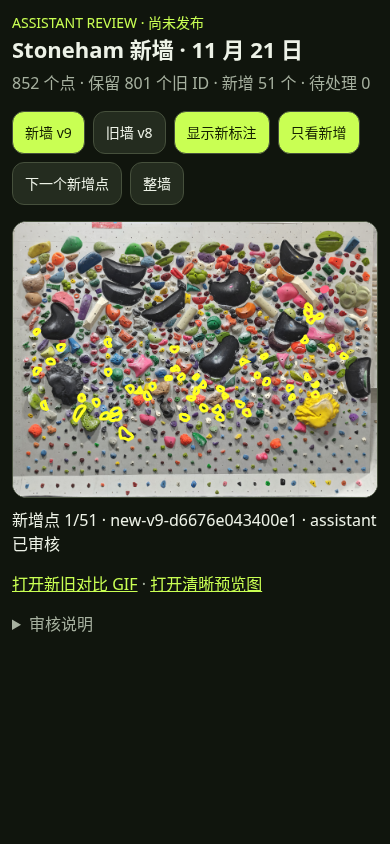 ASSISTANT REVIEW · 尚未发布
Stoneham 新墙 · 11 月 21 日
852 个点 · 保留 801 个旧 ID · 新增 51 个 · 待处理 0
新墙 v9
旧墙 v8
显示新标注
只看新增
下一个新增点
整墙
新增点 1/51 · new-v9-d6676e043400e1 · assistant
已审核
打开新旧对比 GIF · 打开清晰预览图
审核说明